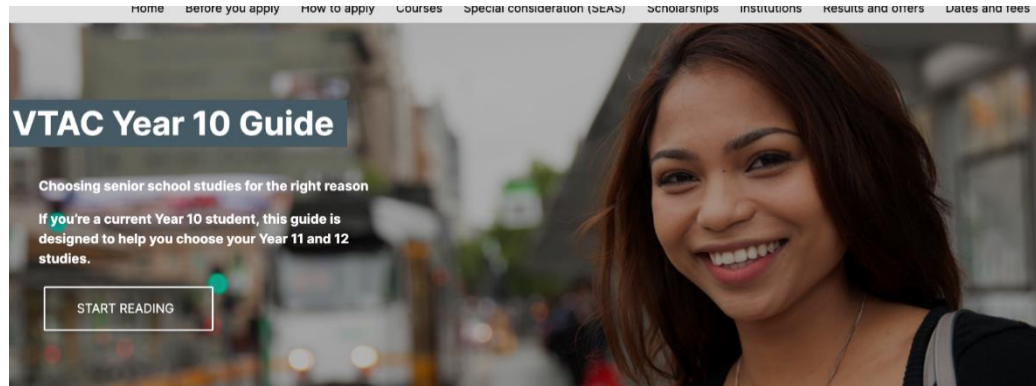 Home Before you apply How to apply Courses Special consideration (SEAS) Scholarships Institutions Results and offers Dates and fees
VTAC Year 10 Guide
Choosing senior school studies for the right reason
If you're a current Year 10 student, this guide is
designed to help you choose your Year 11 and 12
studies.
START READING